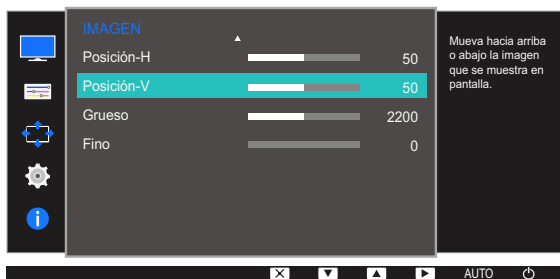 IMAGEN
Posición-H 50
Posición-V 50
Grueso 2200
Fino 0
Mueva hacia arriba
o abajo la imagen
que se muestra en
pantalla.
AUTO